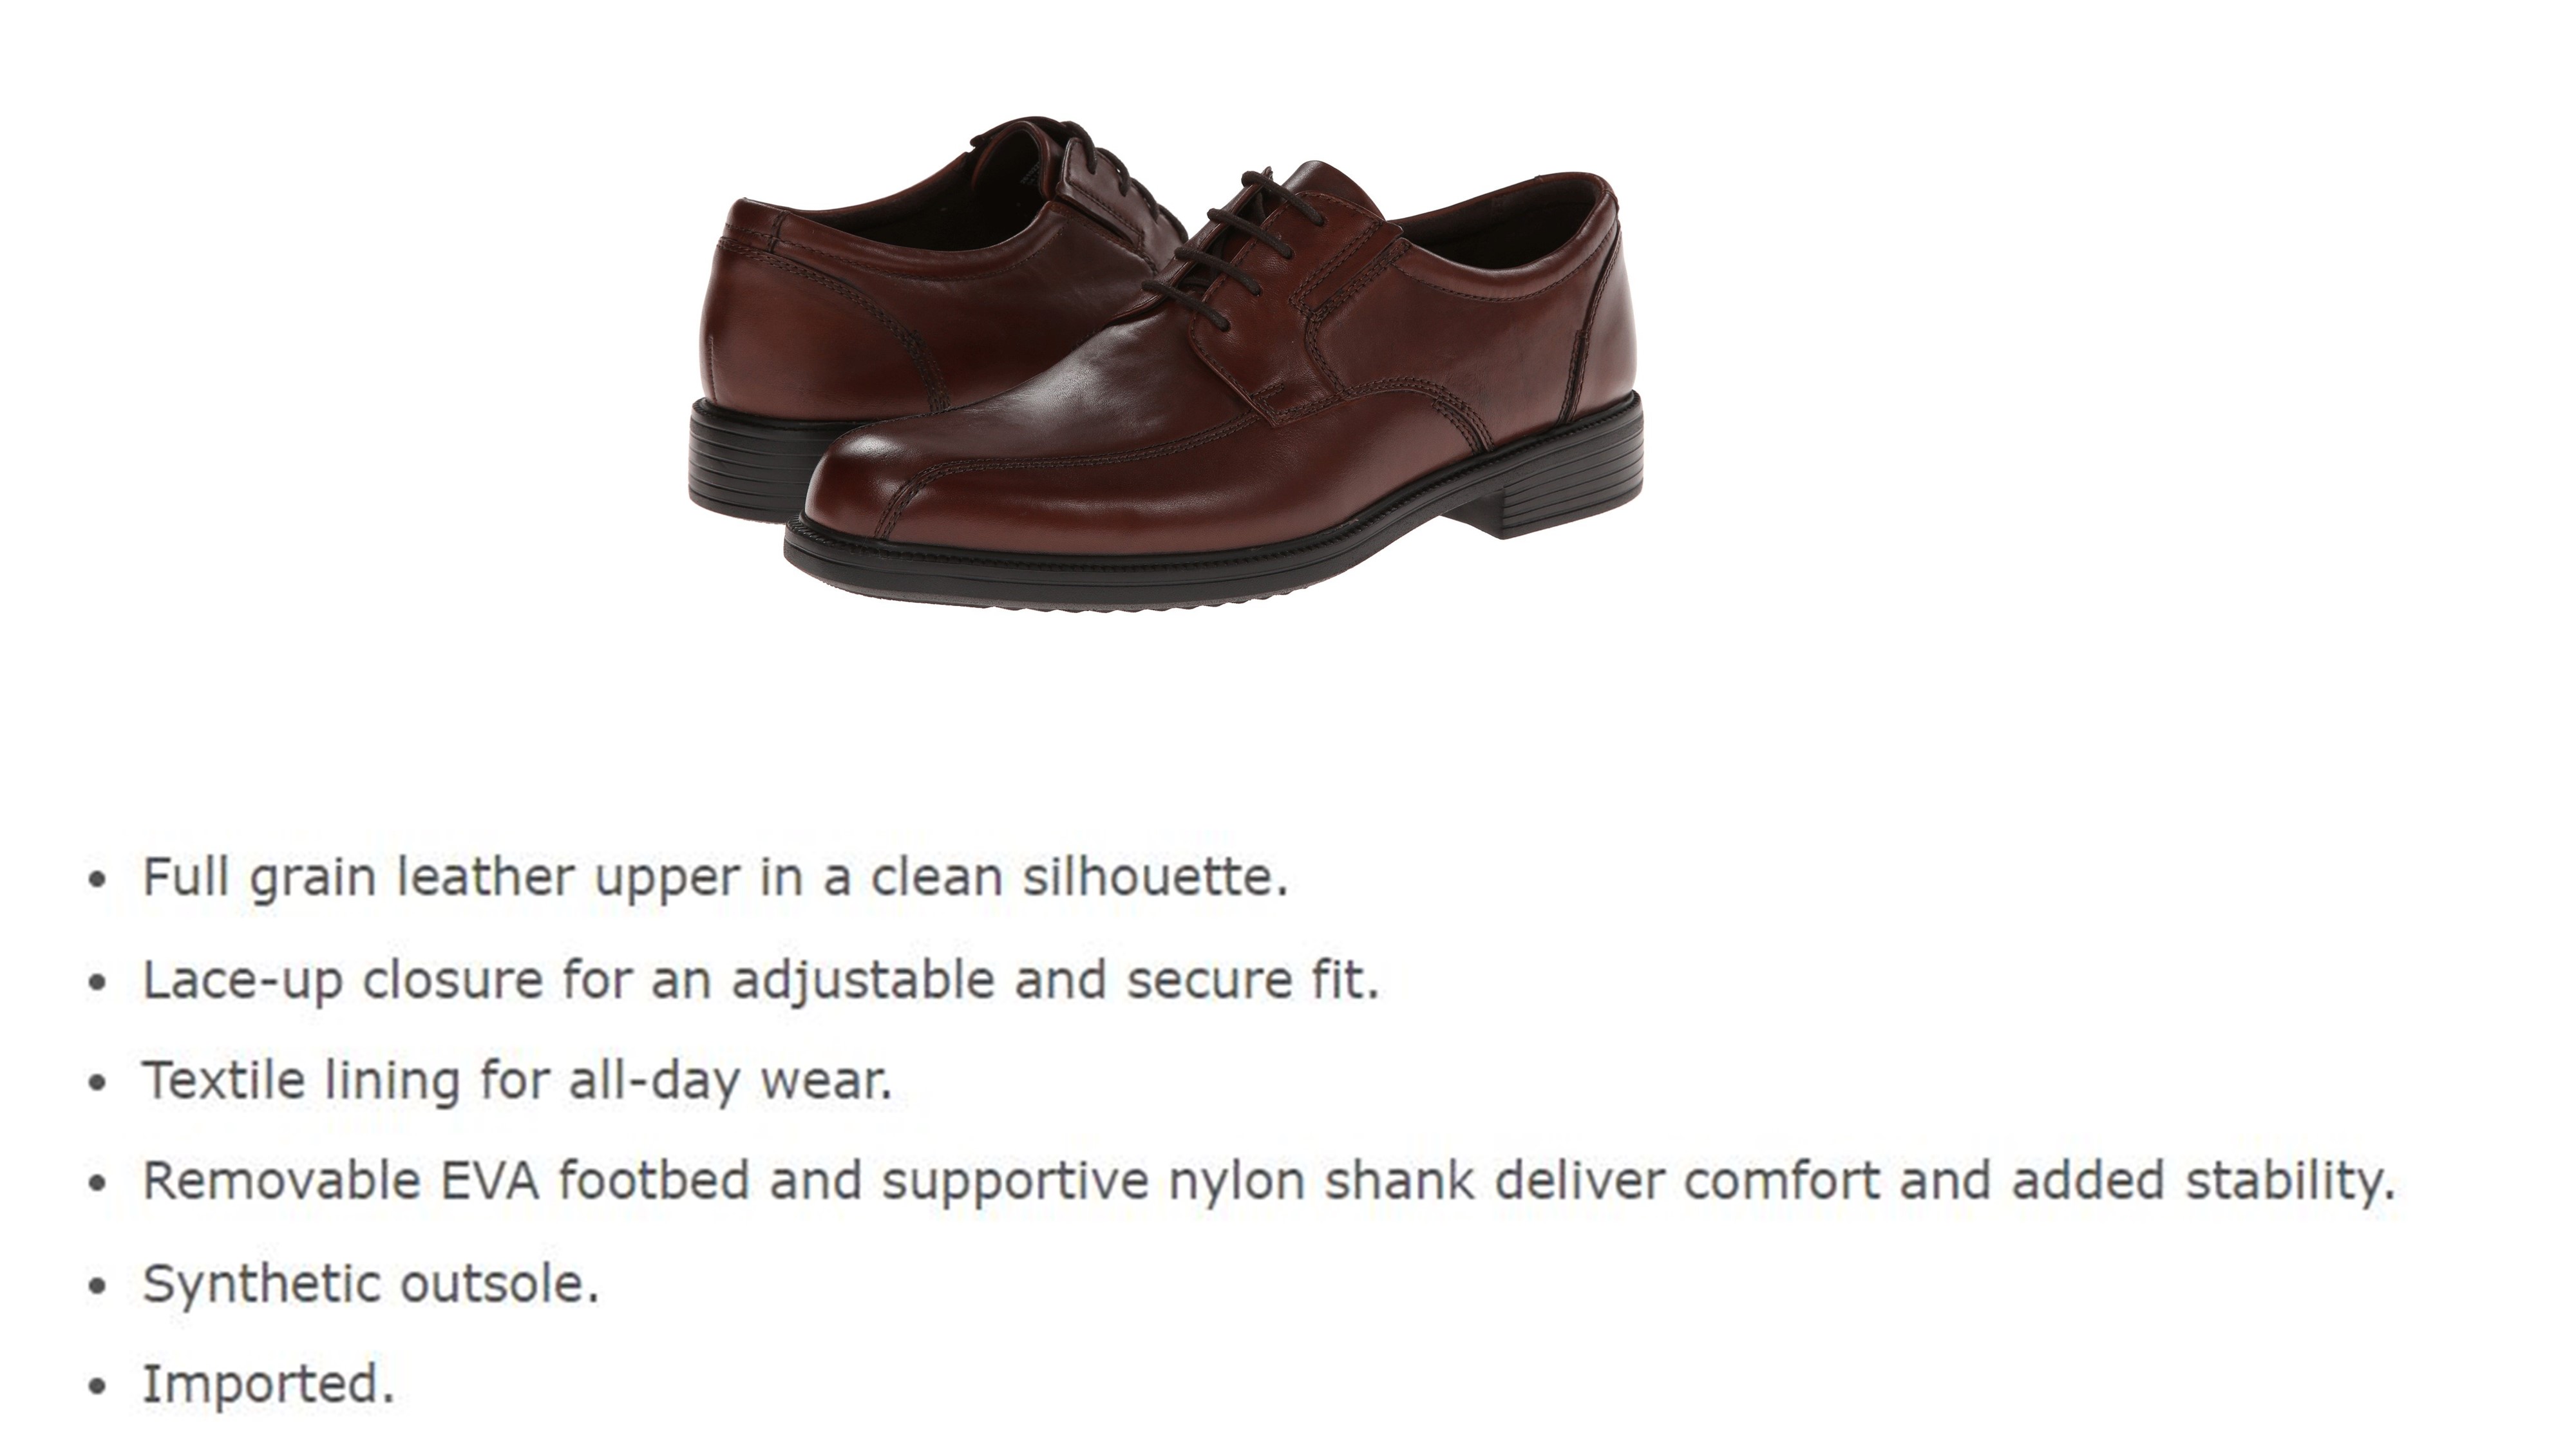 • Full grain leather upper in a clean silhouette.
• Lace-up closure for an adjustable and secure fit.
• Textile lining for all-day wear.
• Removable EVA footbed and supportive nylon shank deliver comfort and added stability.
• Synthetic outsole.
• Imported.